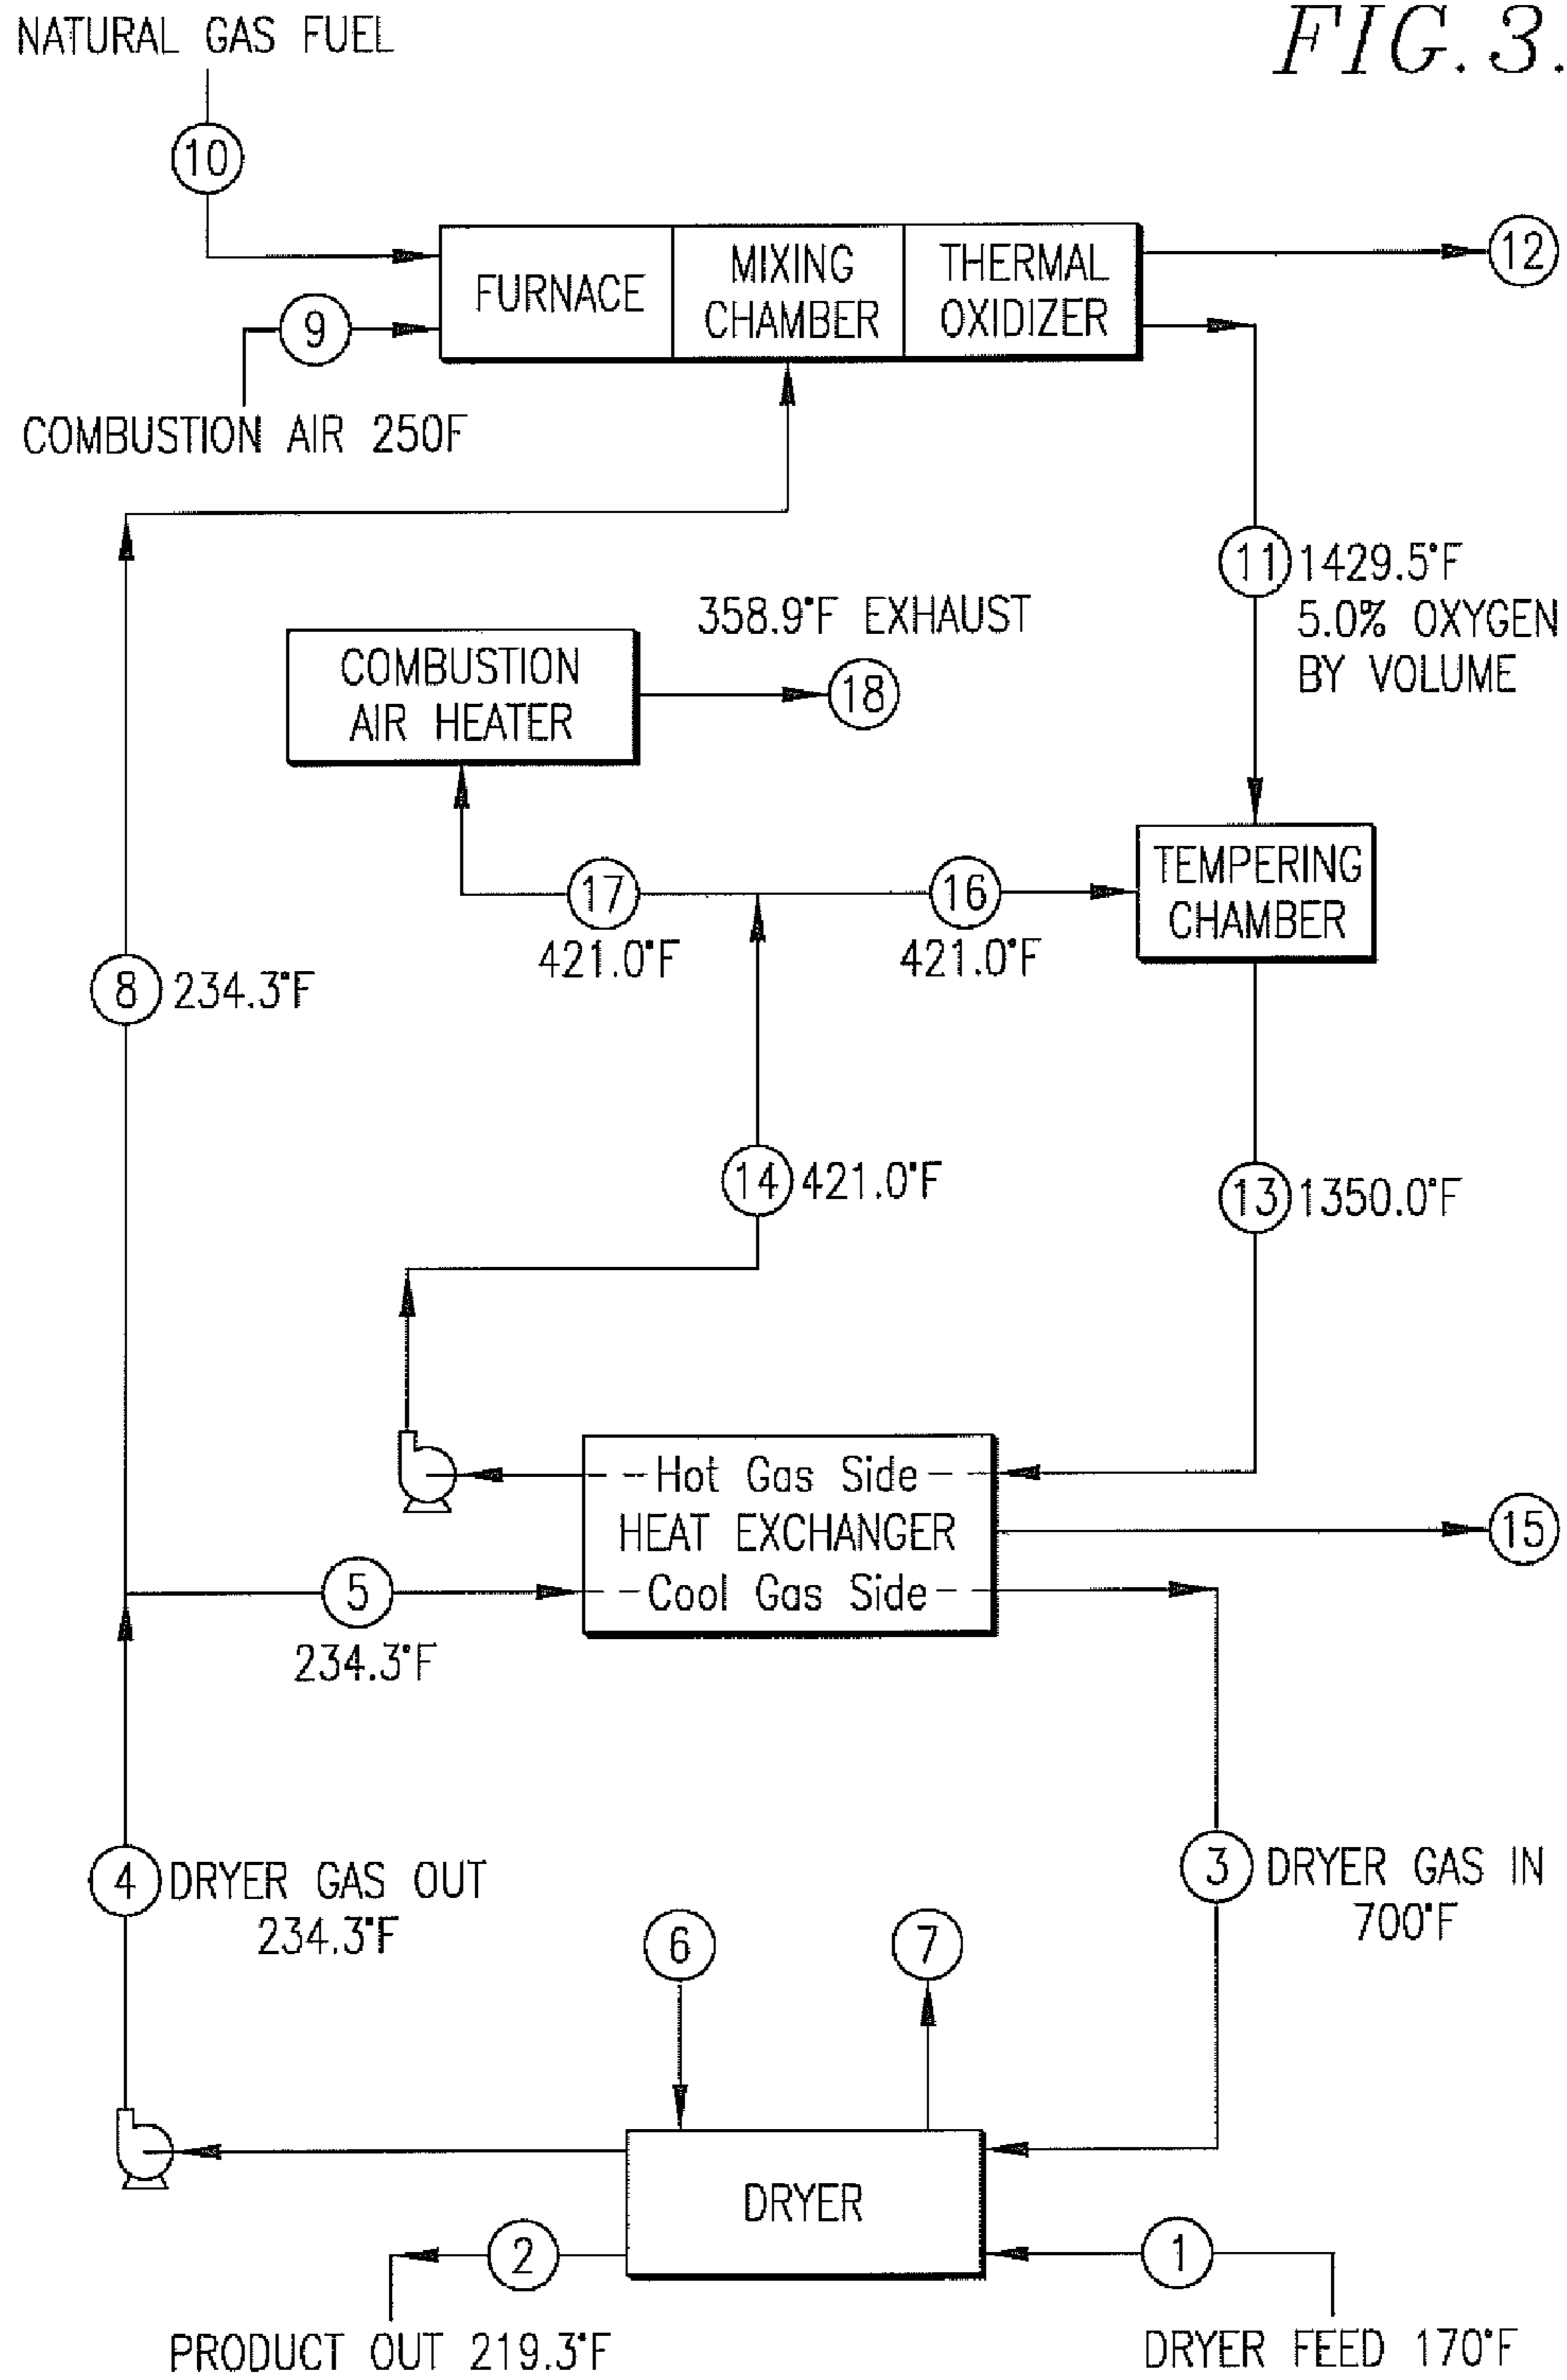 NATURAL GAS FUEL
FIG. 3.
10
FURNACE
MIXING
CHAMBER
THERMAL
OXIDIZER
12
9
COMBUSTION AIR 250F
11
1429.5°F
5.0% OXYGEN
BY VOLUME
358.9°F EXHAUST
COMBUSTION
AIR HEATER
18
17
421.0°F
16
421.0°F
TEMPERING
CHAMBER
8
234.3°F
14
421.0°F
13
1350.0°F
Hot Gas Side
HEAT EXCHANGER
Cool Gas Side
15
5
234.3°F
4
DRYER GAS OUT
234.3°F
3
DRYER GAS IN
700°F
6
7
DRYER
2
PRODUCT OUT 219.3°F
1
DRYER FEED 170°F